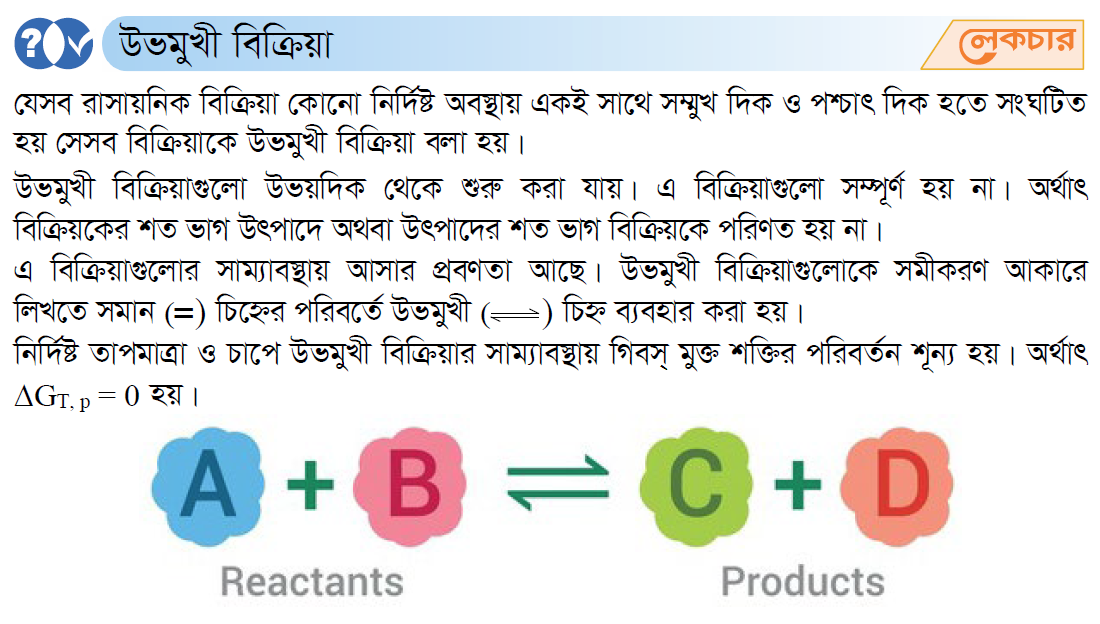 ?
উভমুখী বিক্রিয়া
লেকচার
যেসব রাসায়নিক বিক্রিয়া কোনো নির্দিষ্ট অবস্থায় একই সাথে সম্মুখ দিক ও পশ্চাৎ দিক হতে সংঘটিত
হয় সেসব বিক্রিয়াকে উভমুখী বিক্রিয়া বলা হয়।
উভমুখী বিক্রিয়াগুলো উভয়দিক থেকে শুরু করা যায়। এ বিক্রিয়াগুলো সম্পূর্ণ হয় না। অর্থাৎ
বিক্রিয়কের শত ভাগ উৎপাদে অথবা উৎপাদের শত ভাগ বিক্রিয়কে পরিণত হয় না।
এ বিক্রিয়াগুলোর সাম্যাবস্থায় আসার প্রবণতা আছে। উভমুখী বিক্রিয়াগুলোকে সমীকরণ আকারে
লিখতে সমান (=) চিহ্নের পরিবর্তে উভমুখী (⇌) চিহ্ন ব্যবহার করা হয়।
নির্দিষ্ট তাপমাত্রা ও চাপে উভমুখী বিক্রিয়ার সাম্যাবস্থায় গিবস্ মুক্ত শক্তির পরিবর্তন শূন্য হয়। অর্থাৎ
ΔG_T, p = 0 হয়।
A + B ⇌ C + D
Reactants Products